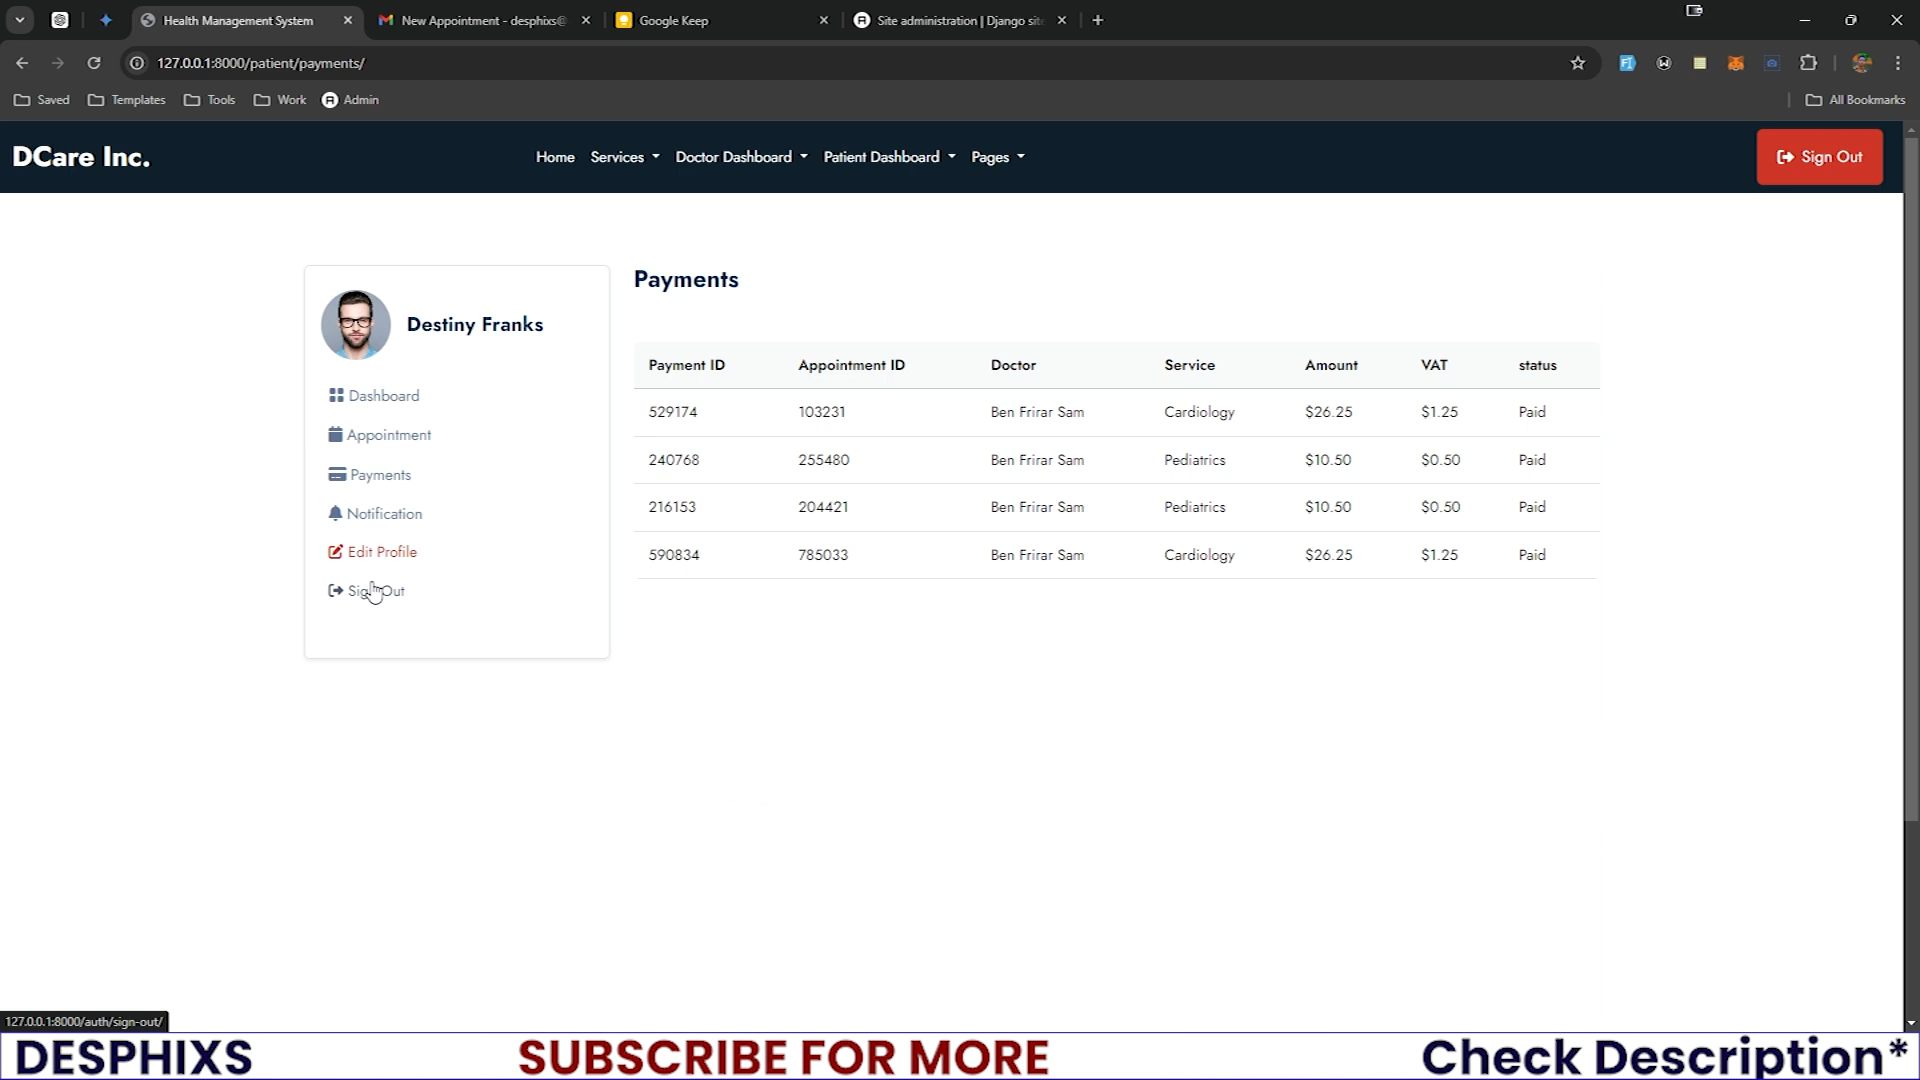 Health Management System
New Appointment - desphixs@
Google Keep
Site administration | Django sit
127.0.0.1:8000/patient/payments/
Saved
Templates
Tools
Work
Admin
All Bookmarks
DCare Inc.
Home
Services
Doctor Dashboard
Patient Dashboard
Pages
Sign Out
Destiny Franks
Dashboard
Appointment
Payments
Notification
Edit Profile
Sign Out
Payments
Payment ID Appointment ID Doctor Service Amount VAT status
529174 103231 Ben Frirar Sam Cardiology $26.25 $1.25 Paid
240768 255480 Ben Frirar Sam Pediatrics $10.50 $0.50 Paid
216153 204421 Ben Frirar Sam Pediatrics $10.50 $0.50 Paid
590834 785033 Ben Frirar Sam Cardiology $26.25 $1.25 Paid
127.0.0.1:8000/auth/sign-out/
DESPHIXS
SUBSCRIBE FOR MORE
Check Description*